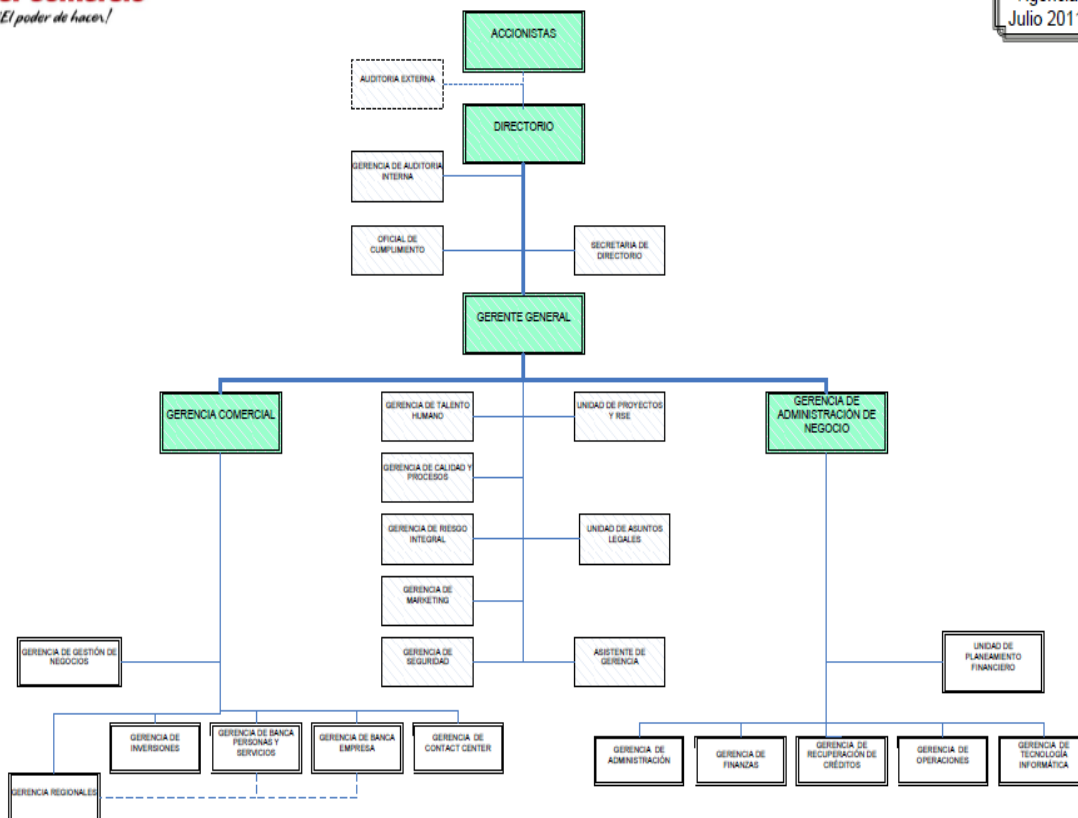 ¡El poder de hacer!
Julio 2011
ACCIONISTAS
AUDITORIA EXTERNA
DIRECTORIO
GERENCIA DE AUDITORIA
INTERNA
OFICIAL DE
CUMPLIMIENTO
SECRETARIA DE
DIRECTORIO
GERENTE GENERAL
GERENCIA COMERCIAL
GERENCIA DE TALENTO
HUMANO
UNIDAD DE PROYECTOS
Y RSE
GERENCIA DE
ADMINISTRACIÓN DE
NEGOCIO
GERENCIA DE CALIDAD Y
PROCESOS
GERENCIA DE RIESGO
INTEGRAL
UNIDAD DE ASUNTOS
LEGALES
GERENCIA DE
MARKETING
GERENCIA DE GESTIÓN DE
NEGOCIOS
GERENCIA DE
SEGURIDAD
ASISTENTE DE
GERENCIA
UNIDAD DE
PLANEAMIENTO
FINANCIERO
GERENCIA DE
INVERSIONES
GERENCIA DE BANCA
PERSONAS Y
SERVICIOS
GERENCIA DE BANCA
EMPRESA
GERENCIA DE
CONTACT CENTER
GERENCIA DE
ADMINISTRACIÓN
GERENCIA DE
FINANZAS
GERENCIA DE
RECUPERACIÓN DE
CRÉDITOS
GERENCIA DE
OPERACIONES
GERENCIA DE
TECNOLOGÍA
INFORMÁTICA
GERENCIA REGIONALES